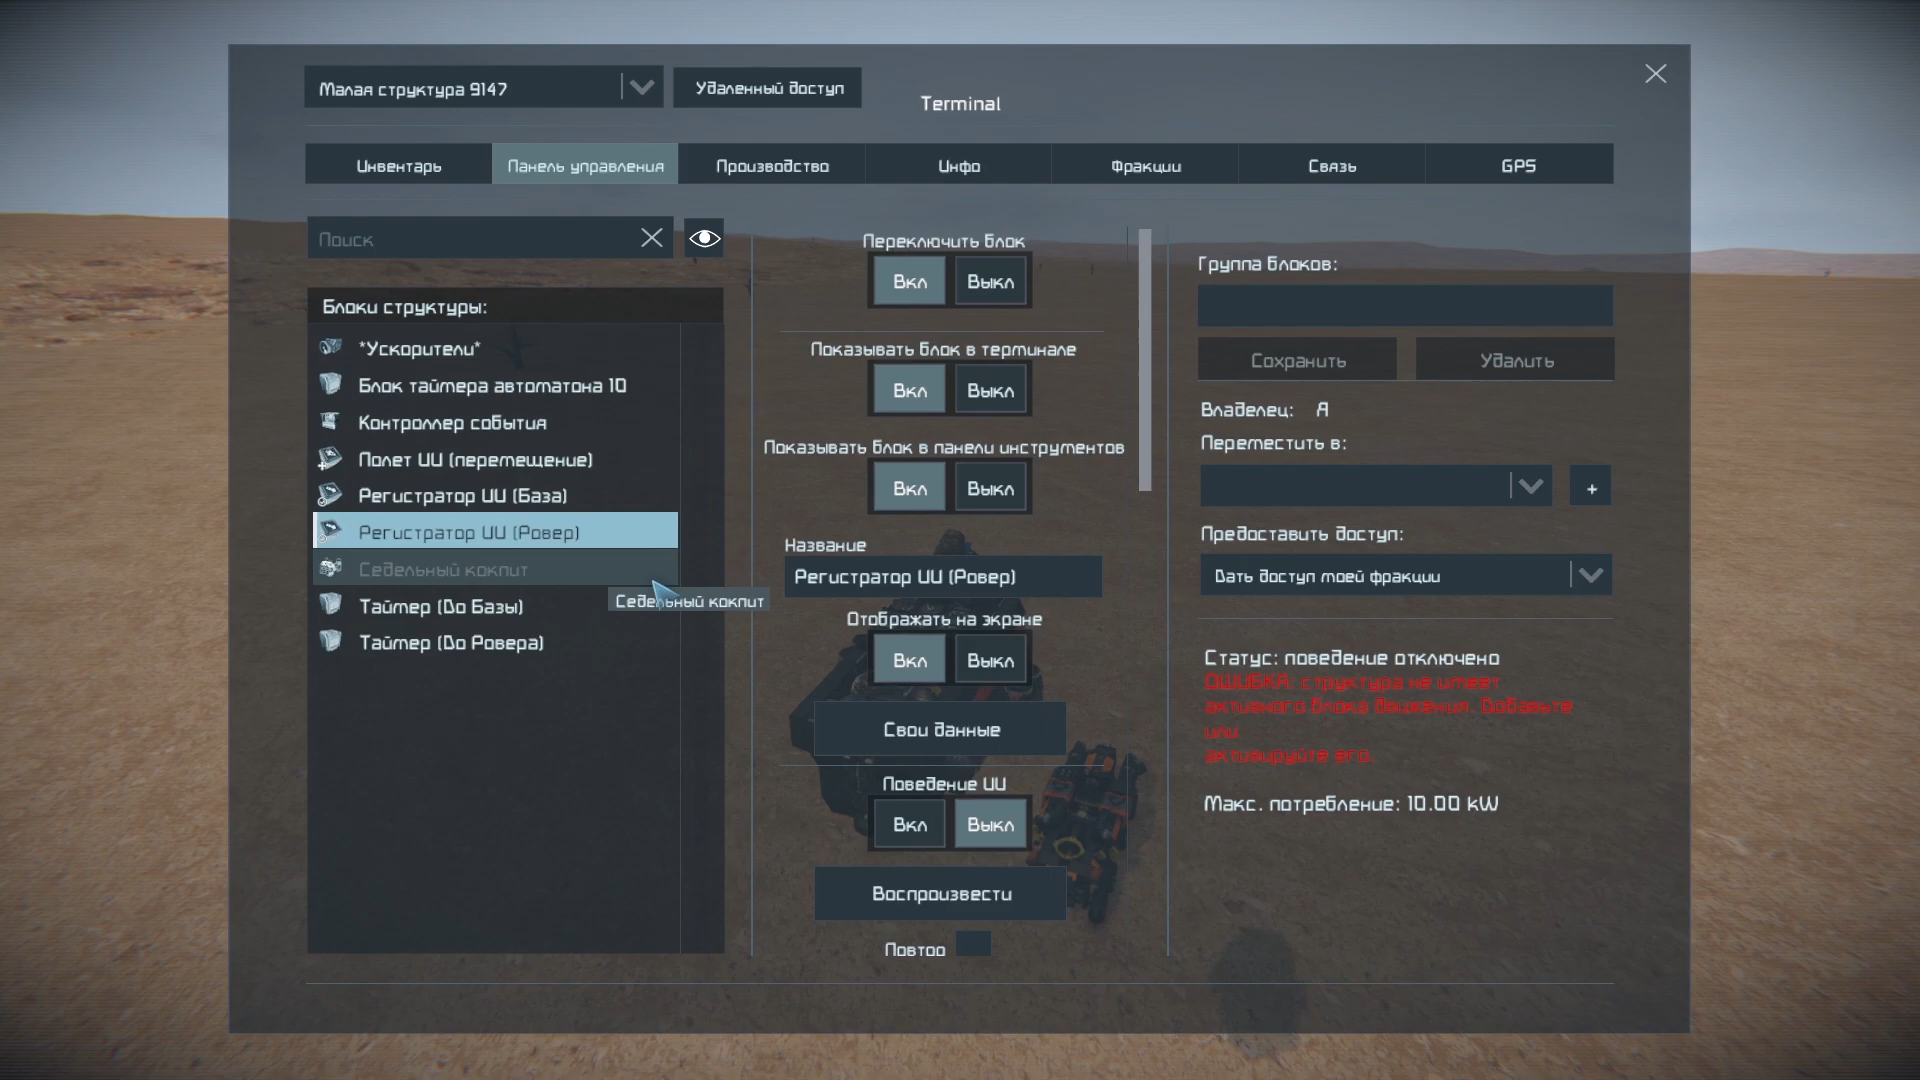 Малая структура 9147
Удаленный доступ
Terminal
Инвентарь
Панель управления
Производство
Инфо
Фракции
Связь
GPS
Поиск
Блоки структуры:
*Ускорители*
Блок таймера автоматона 10
Контроллер события
Полет ИИ (перемещение)
Регистратор ИИ (База)
Регистратор ИИ (Ровер)
Седельный кокпит
Таймер (До Базы)
Таймер (До Ровера)
Седельный кокпит
Переключить блок
Вкл Выкл
Показывать блок в терминале
Вкл Выкл
Показывать блок в панели инструментов
Вкл Выкл
Название
Регистратор ИИ (Ровер)
Отображать на экране
Вкл Выкл
Свои данные
Поведение ИИ
Вкл Выкл
Воспроизвести
Повтор
Группа блоков:
Сохранить Удалить
Владелец: Я
Переместить в:
+
Предоставить доступ:
Дать доступ моей фракции
Статус: поведение отключено
ОШИБКА: структура не имеет
активного блока движения. Добавьте
или
активируйте его.
Макс. потребление: 10.00 kW